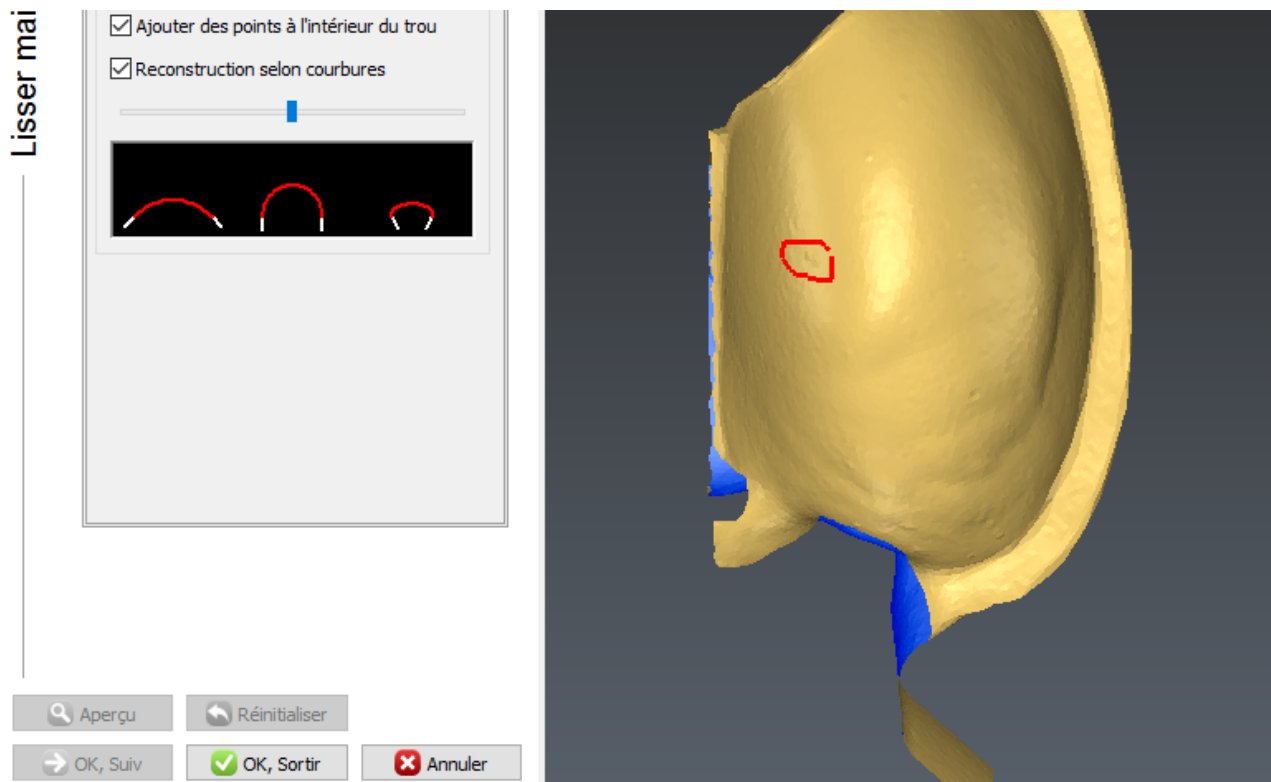 Lisser mai
Ajouter des points à l'intérieur du trou
Reconstruction selon courbures
Aperçu
Réinitialiser
OK, Suiv
OK, Sortir
Annuler